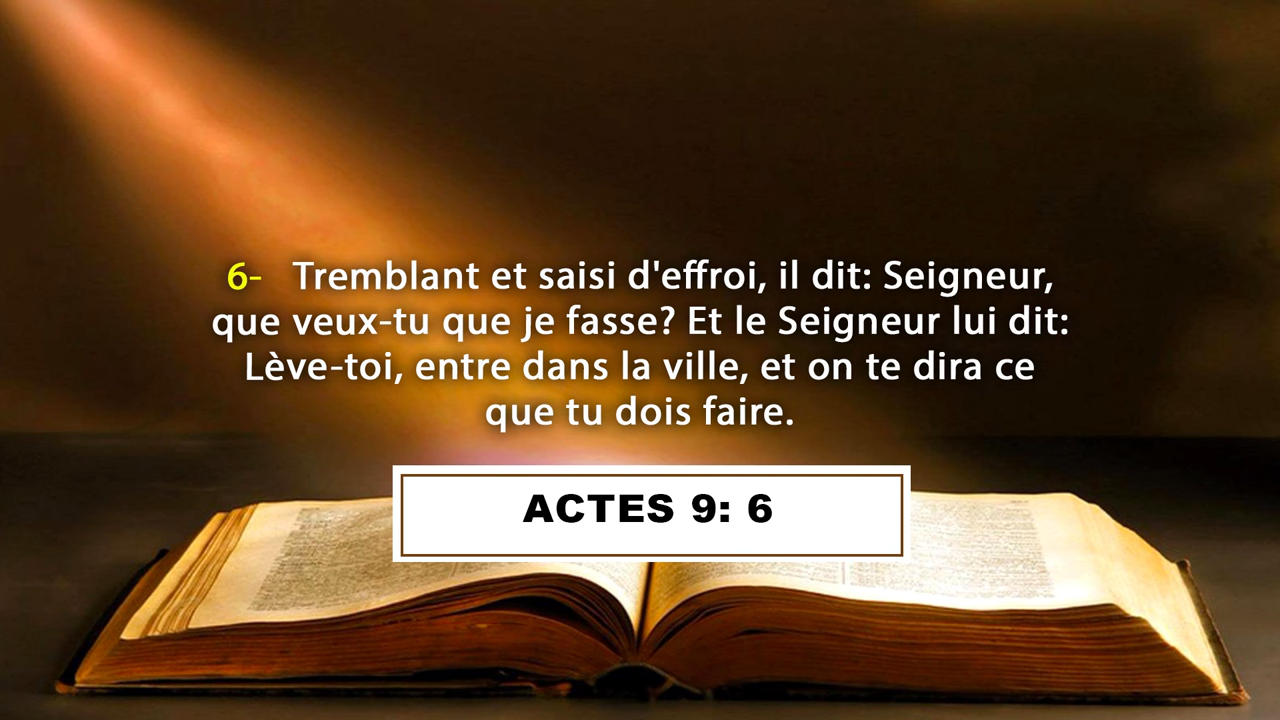 6- Tremblant et saisi d'effroi, il dit: Seigneur,
que veux-tu que je fasse? Et le Seigneur lui dit:
Lève-toi, entre dans la ville, et on te dira ce
que tu dois faire.
ACTES 9: 6